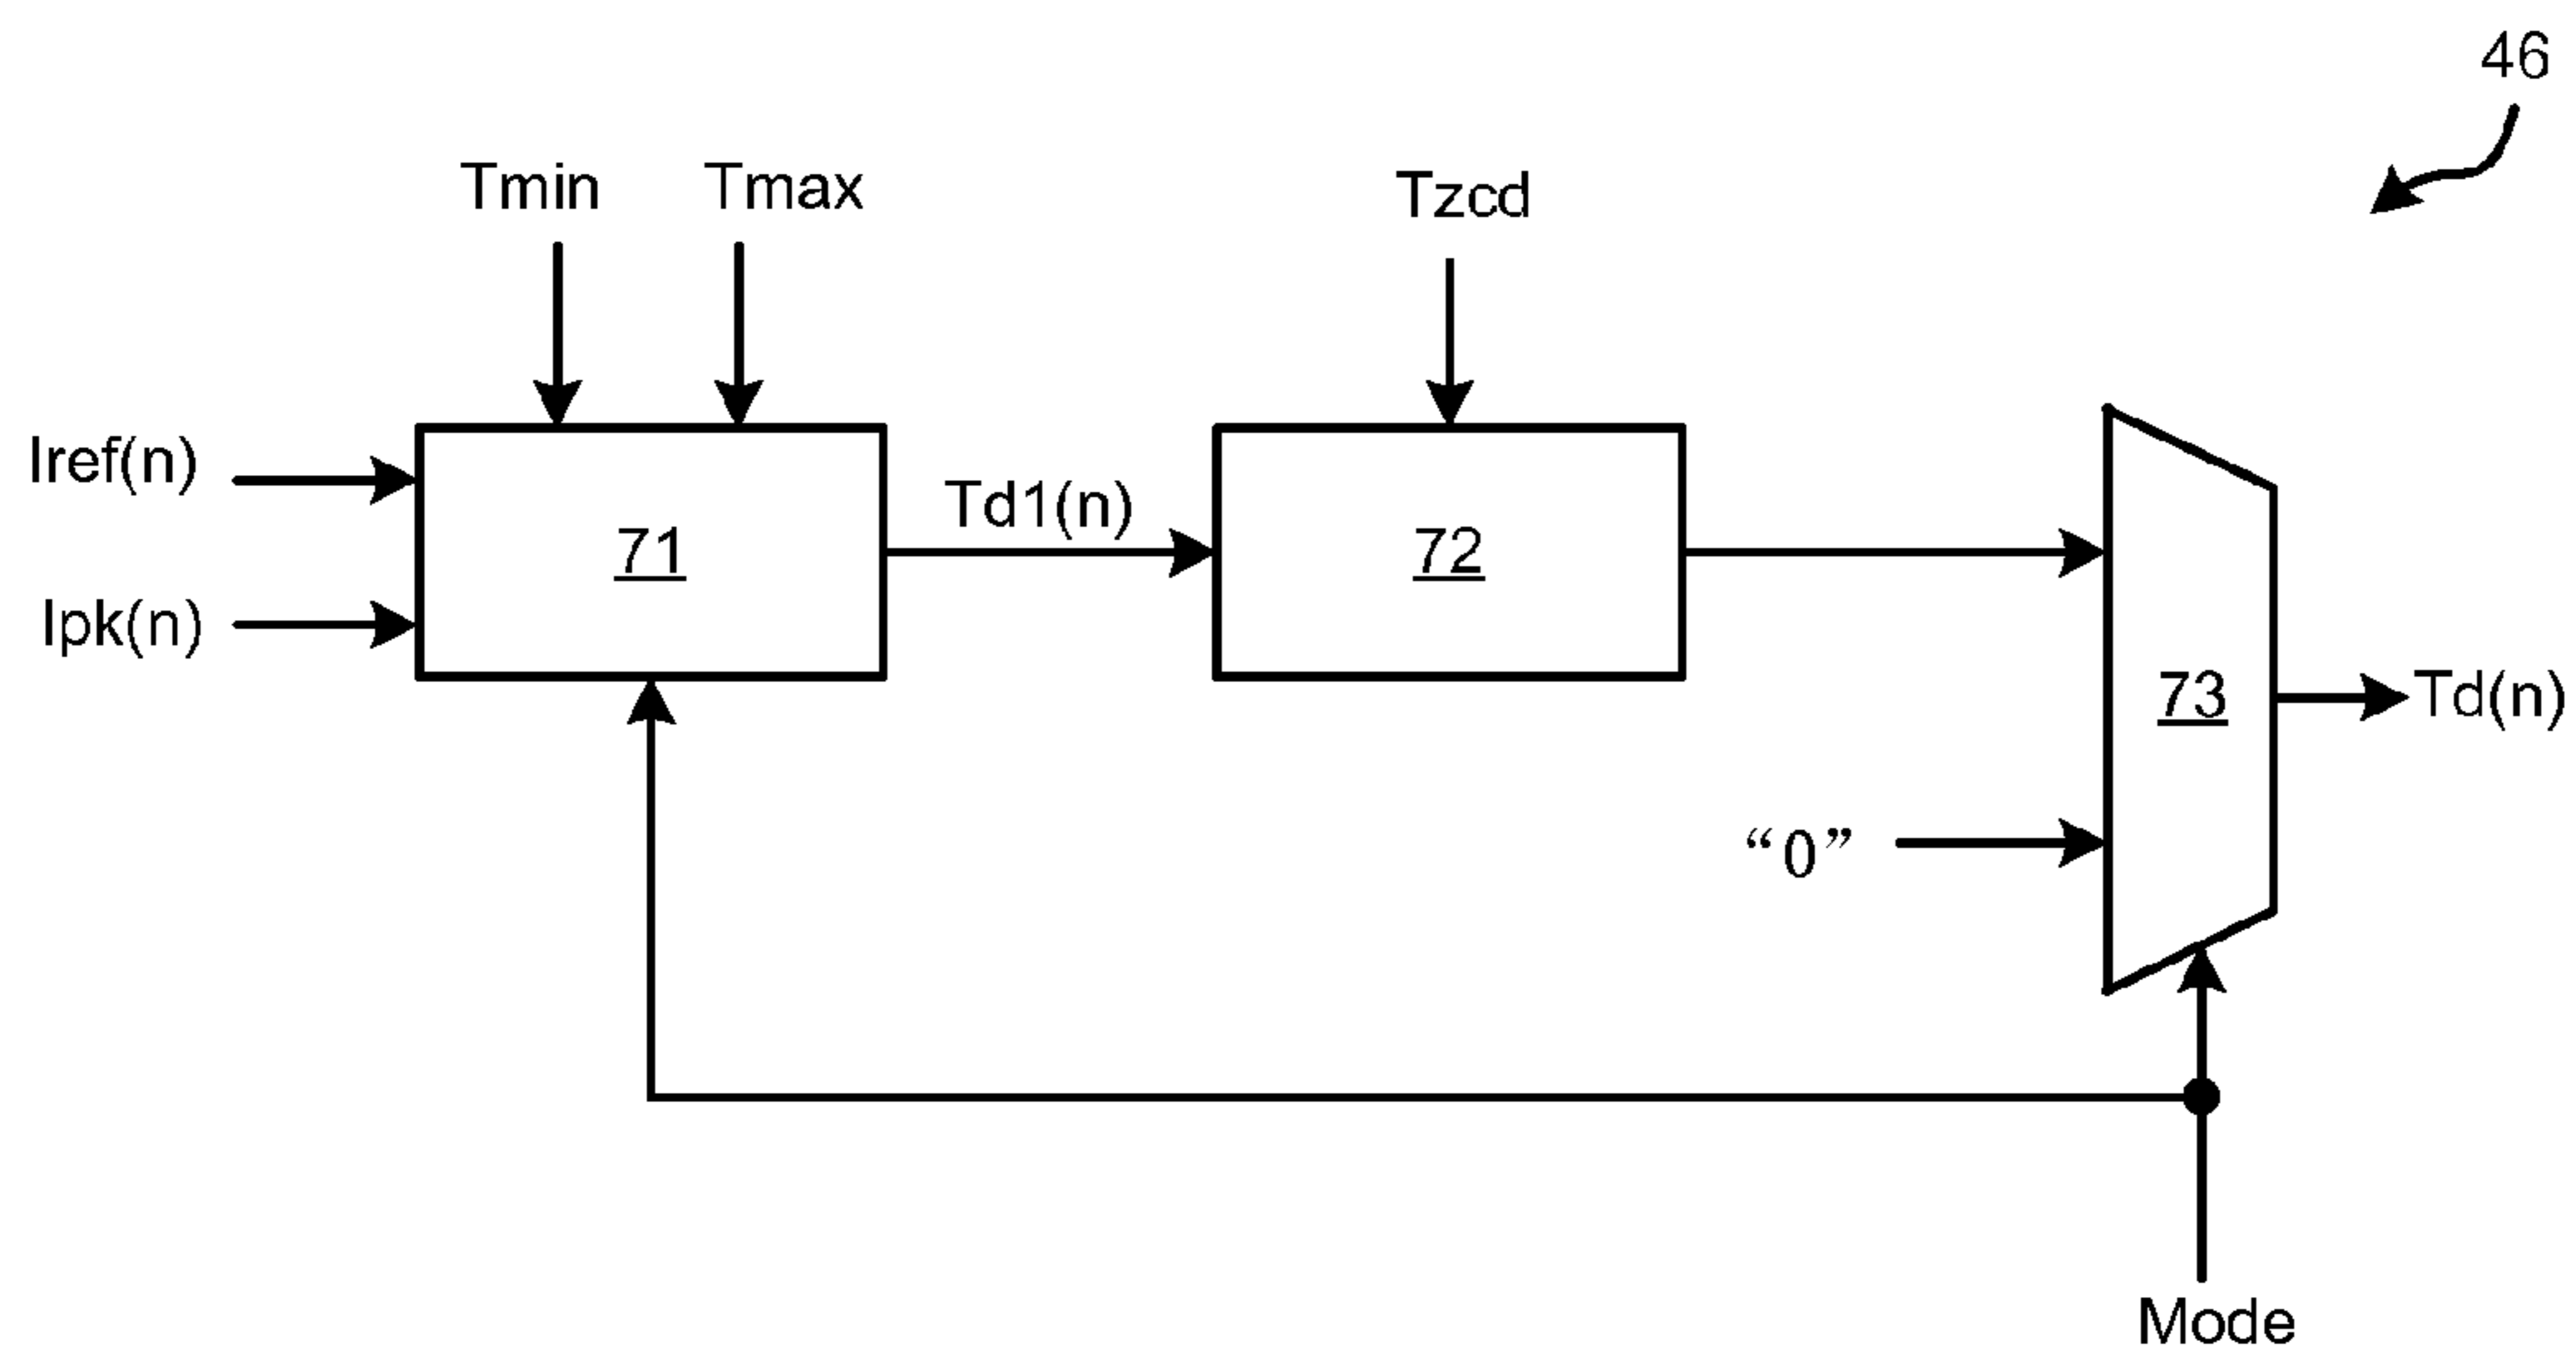 46
Tmin
Tmax
Tzcd
Iref(n)
Ipk(n)
71
Td1(n)
72
73
Td(n)
“0”
Mode